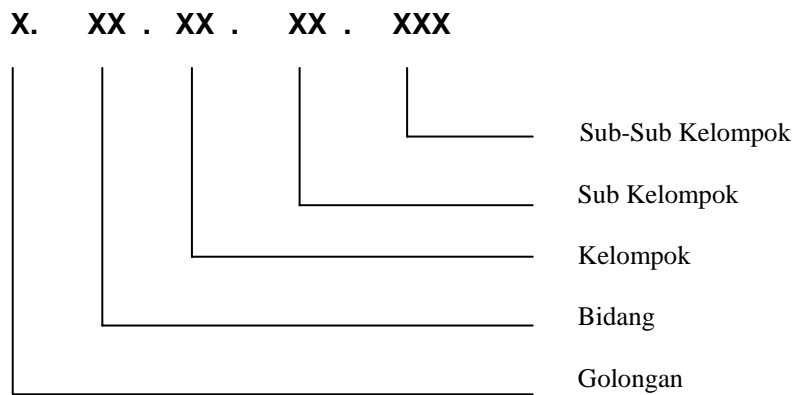 X. XX . XX . XX . XXX
Sub-Sub Kelompok
Sub Kelompok
Kelompok
Bidang
Golongan